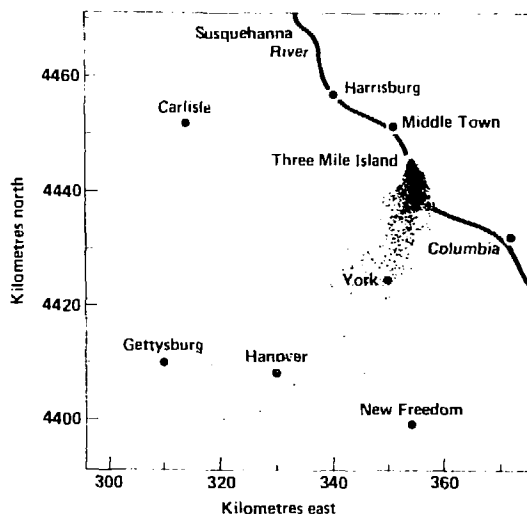 Susquehanna
River
4460
Harrisburg
Carlisle
Middle Town
Three Mile Island
4440
Kilometres north
Columbia
York
4420
Gettysburg
Hanover
New Freedom
4400
300
320
340
360
Kilometres east